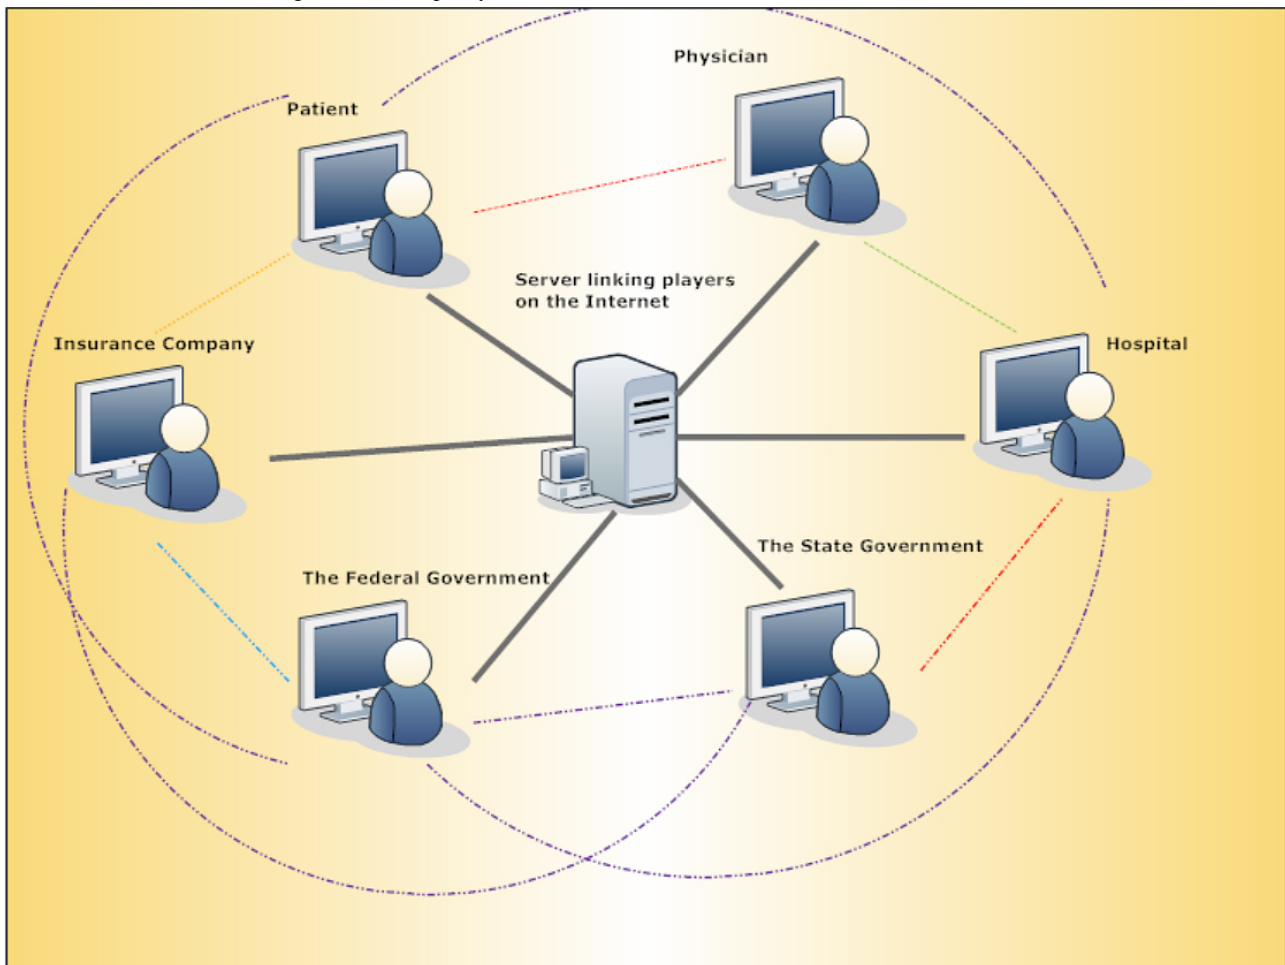 Physician
Patient
Server linking players
on the Internet
Insurance Company
Hospital
The State Government
The Federal Government